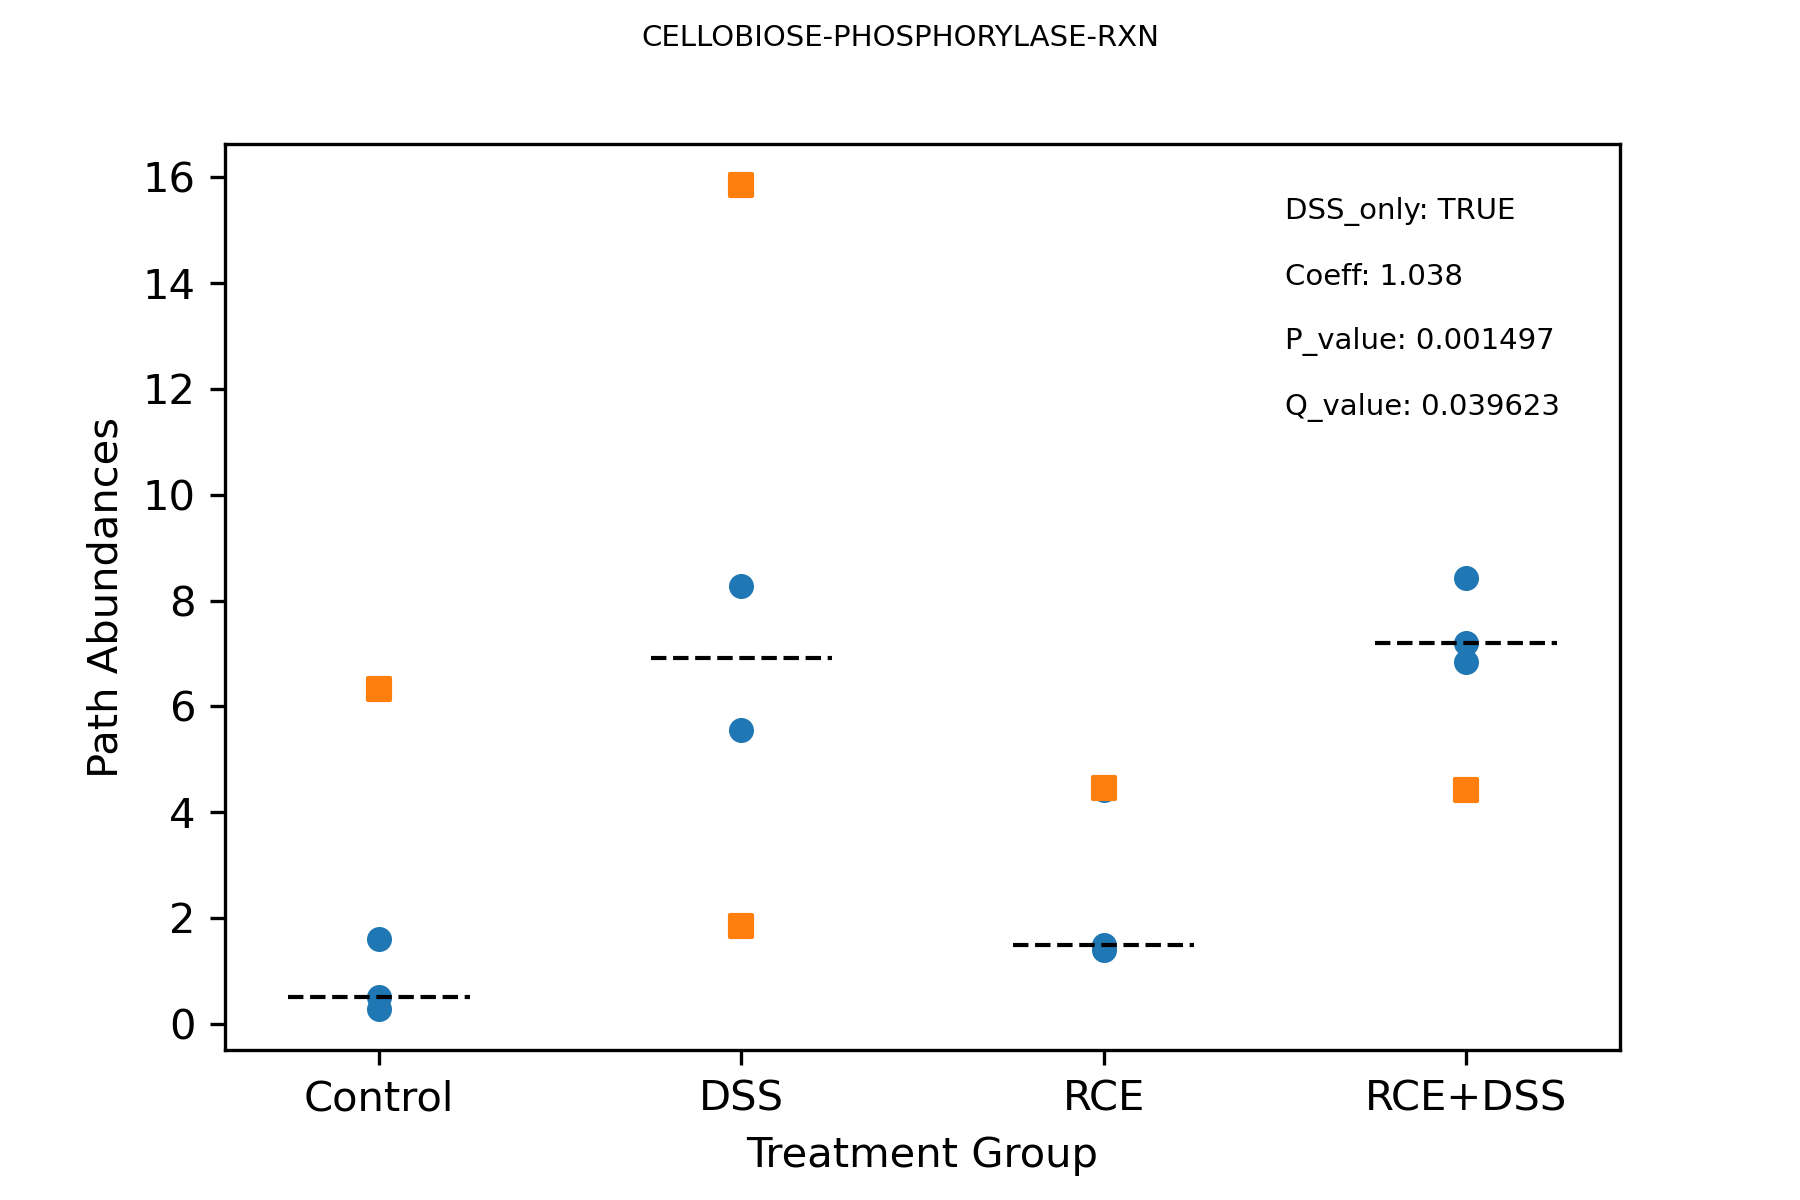 CELLOBIOSE-PHOSPHORYLASE-RXN
16
14
12
10
8
6
4
2
0
Path Abundances
DSS_only: TRUE
Coeff: 1.038
P_value: 0.001497
Q_value: 0.039623
Control DSS RCE RCE+DSS
Treatment Group